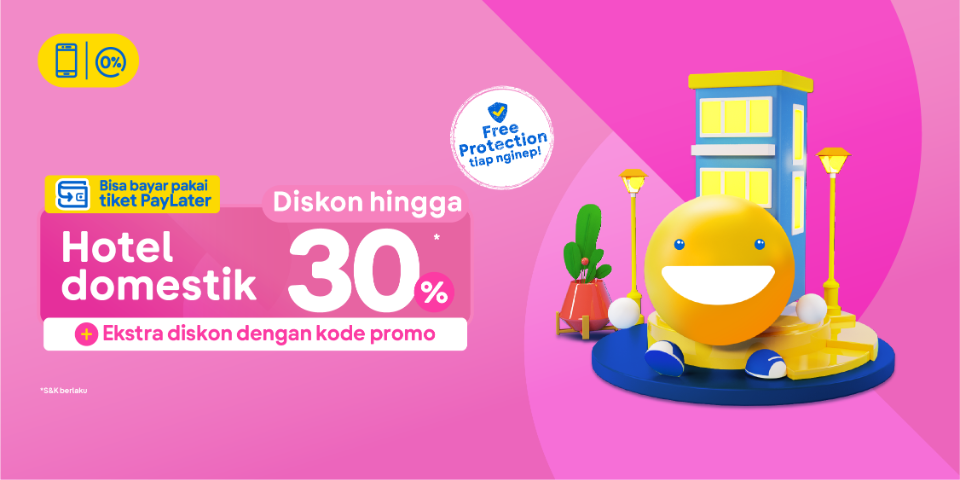 0%
Free
Protection
tiap nginep!
Bisa bayar pakai
tiket PayLater
Hotel
domestik
Diskon hingga
30%*
+ Ekstra diskon dengan kode promo
*S&K berlaku